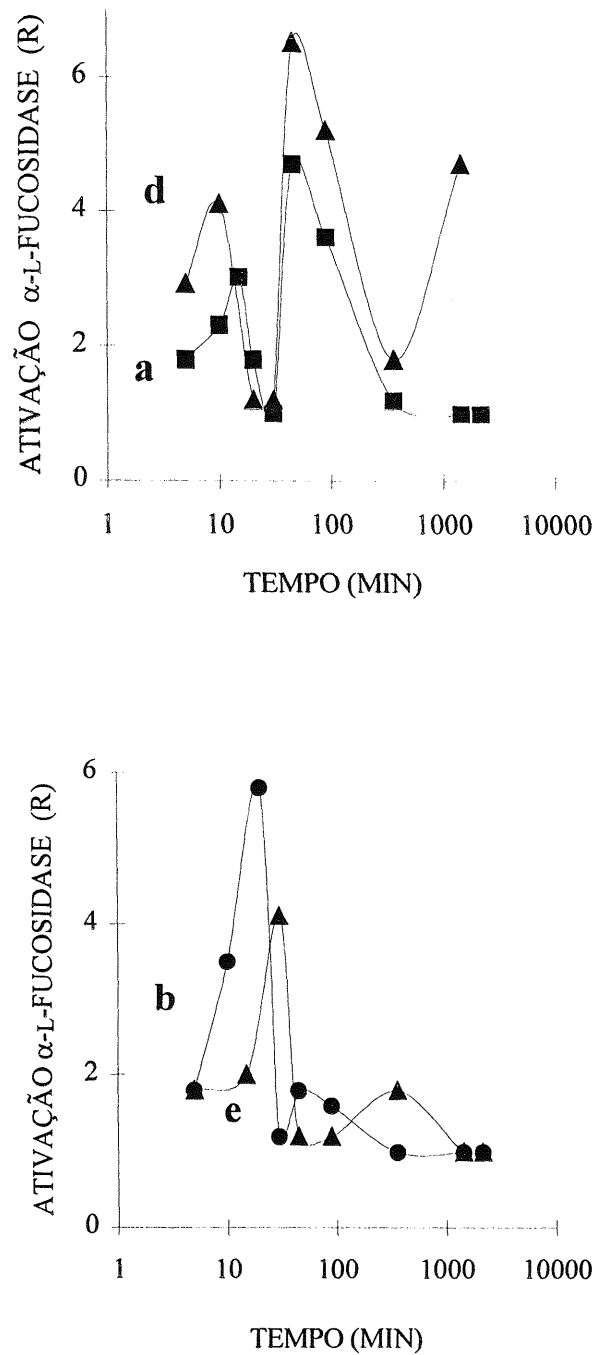 ATIVAÇÃO α-L-FUCOSIDASE (R)
6
4
2
0
d
a
1 10 100 1000 10000
TEMPO (MIN)
ATIVAÇÃO α-L-FUCOSIDASE (R)
6
4
2
0
b
e
1 10 100 1000 10000
TEMPO (MIN)